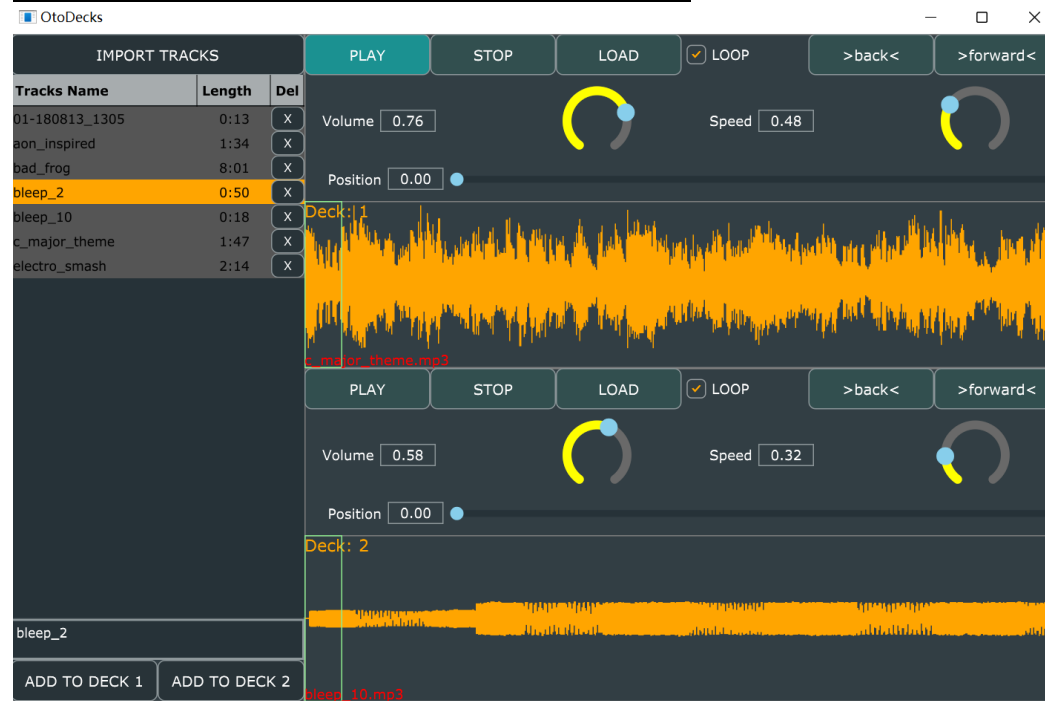 OtoDecks
IMPORT TRACKS
Tracks Name Length Del
01-180813_1305 0:13 X
aon_inspired 1:34 X
bad_frog 8:01 X
bleep_2 0:50 X
bleep_10 0:18 X
c_major_theme 1:47 X
electro_smash 2:14 X
bleep_2
ADD TO DECK 1 ADD TO DECK 2
PLAY STOP LOAD LOOP >back< >forward<
Volume 0.76 Speed 0.48
Position 0.00
Deck: 1
c_major_theme.mp3
PLAY STOP LOAD LOOP >back< >forward<
Volume 0.58 Speed 0.32
Position 0.00
Deck: 2
bleep_10.mp3